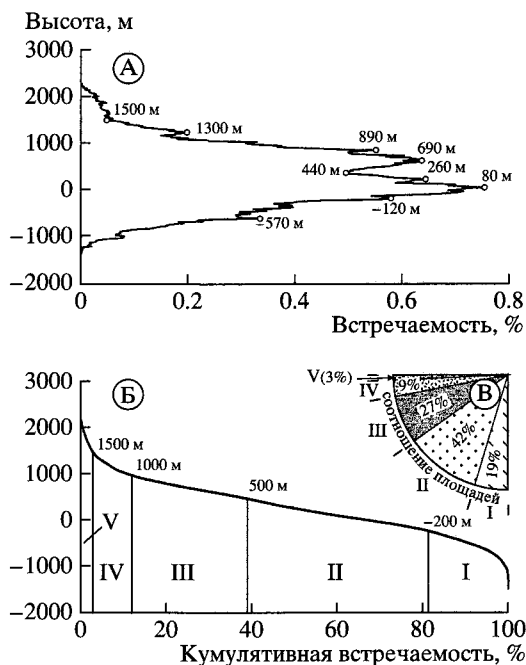 Высота, м
3000
2000
1000
0
−1000
−2000
А
1500 м
1300 м
890 м
690 м
440 м
260 м
80 м
−120 м
−570 м
0 0.2 0.4 0.6 0.8
Встречаемость, %
3000
2000
1000
0
−1000
−2000
Б
1500 м
1000 м
500 м
−200 м
V
IV
III
II
I
В
V(3%)
IV
9%
27%
III
42%
II
19%
I
соотношение площадей
0 20 40 60 80 100
Кумулятивная встречаемость, %